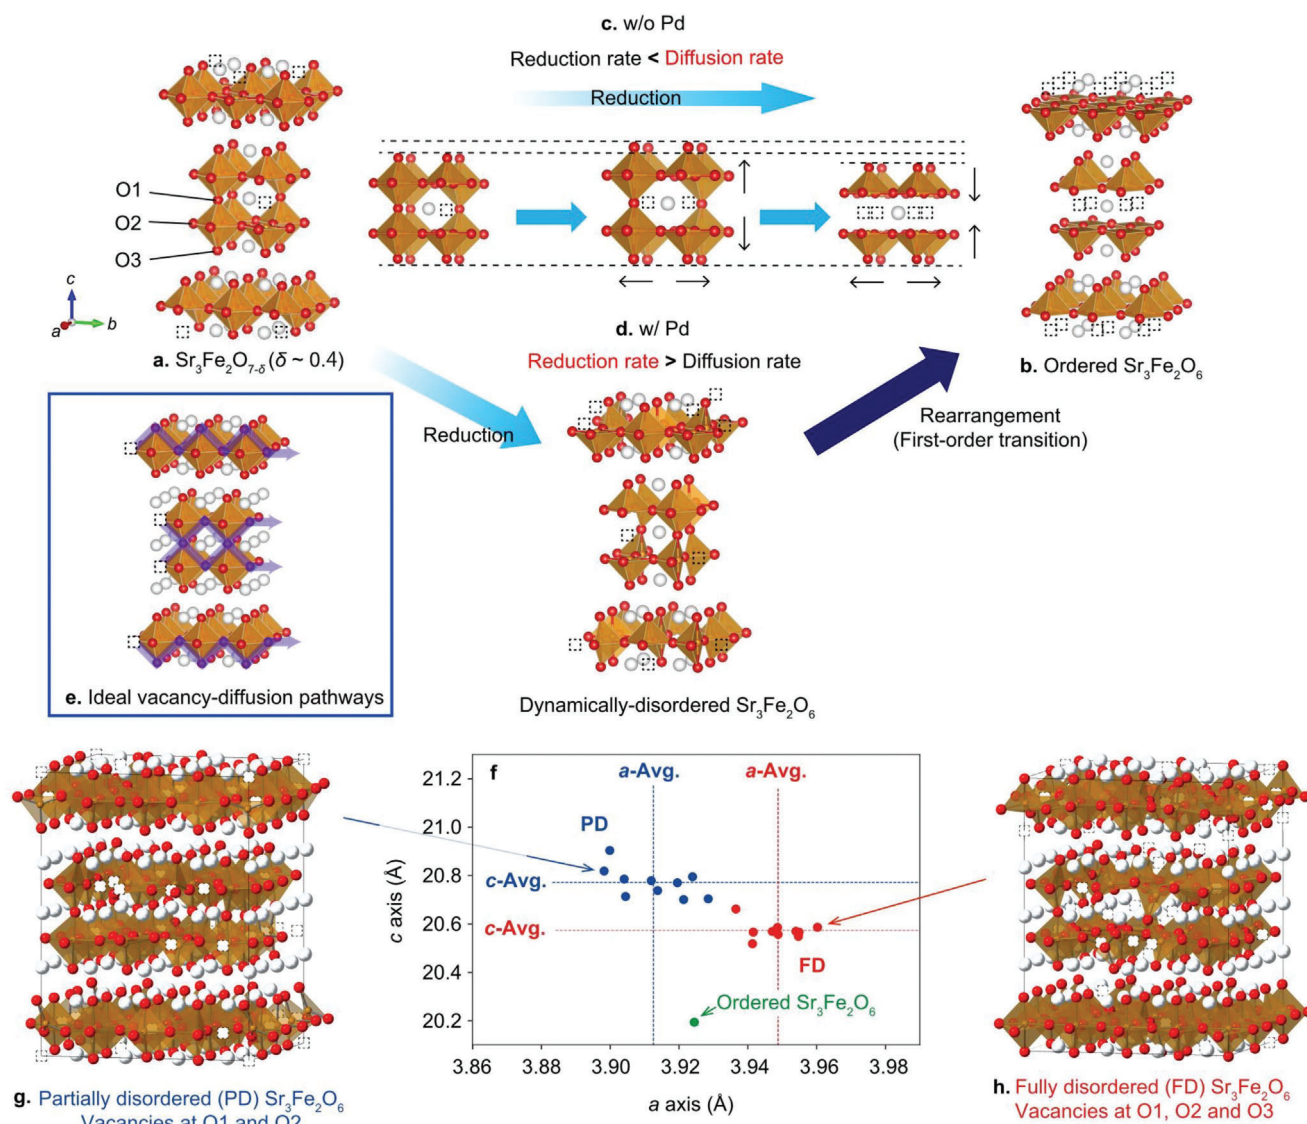 c. w/o Pd
Reduction rate < Diffusion rate
Reduction
O1
O2
O3
c
b
a
a. Sr₃Fe₂O₇₋δ (δ ~ 0.4)
b. Ordered Sr₃Fe₂O₆
d. w/ Pd
Reduction rate > Diffusion rate
Reduction
Rearrangement
(First-order transition)
Dynamically-disordered Sr₃Fe₂O₆
e. Ideal vacancy-diffusion pathways
f
a-Avg.
a-Avg.
PD
c-Avg.
c-Avg.
FD
Ordered Sr₃Fe₂O₆
21.2
21.0
20.8
20.6
20.4
20.2
c axis (Å)
3.86
3.88
3.90
3.92
3.94
3.96
3.98
a axis (Å)
g. Partially disordered (PD) Sr₃Fe₂O₆
Vacancies at O1 and O2
h. Fully disordered (FD) Sr₃Fe₂O₆
Vacancies at O1, O2 and O3